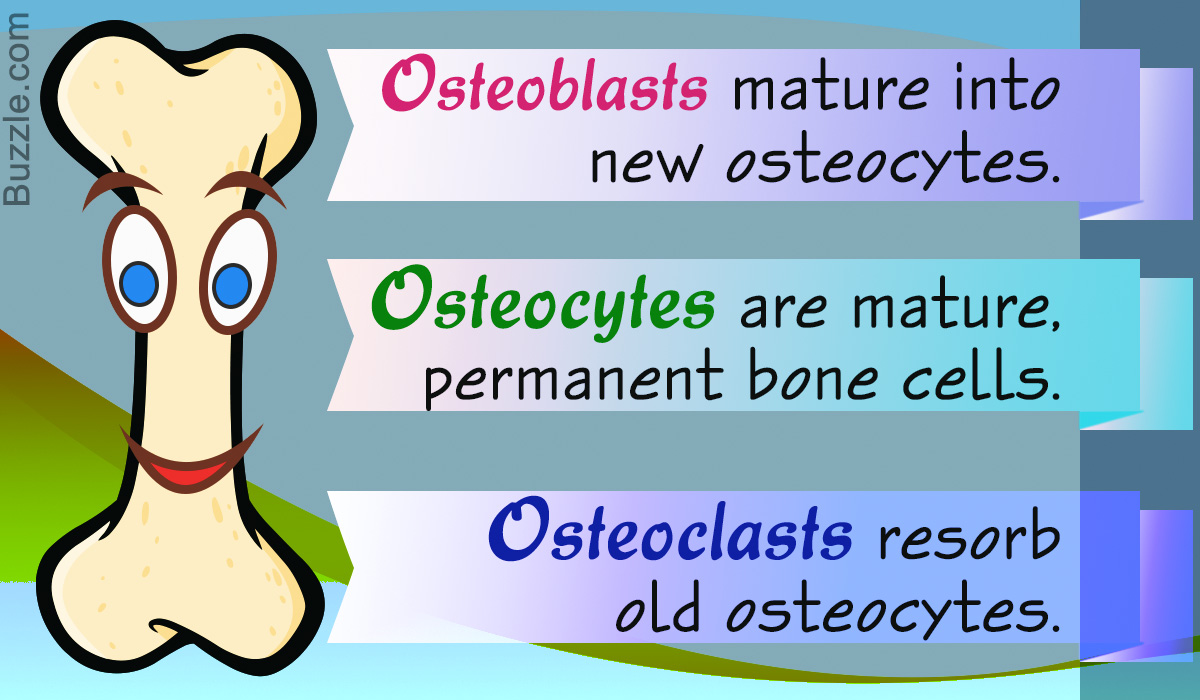 Buzzle.com
Osteoblasts mature into
new osteocytes.
Osteocytes are mature,
permanent bone cells.
Osteoclasts resorb
old osteocytes.